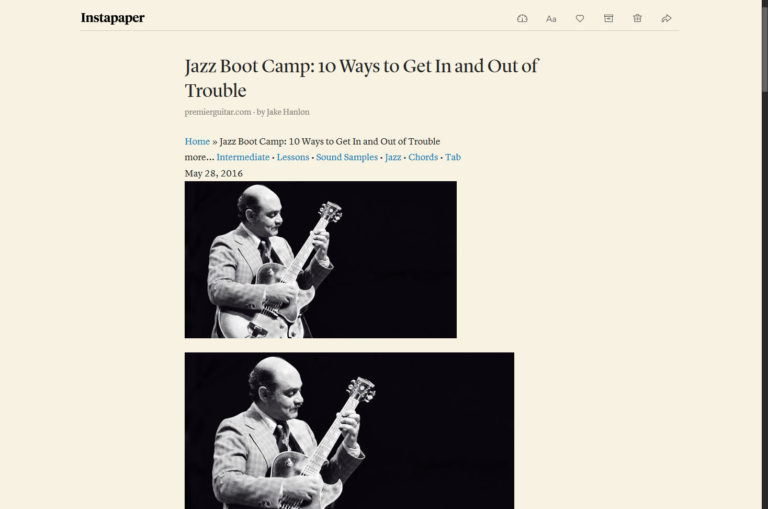 Instapaper
Aa
Jazz Boot Camp: 10 Ways to Get In and Out of
Trouble
premierguitar.com · by Jake Hanlon
Home » Jazz Boot Camp: 10 Ways to Get In and Out of Trouble
more... Intermediate • Lessons • Sound Samples • Jazz • Chords • Tab
May 28, 2016